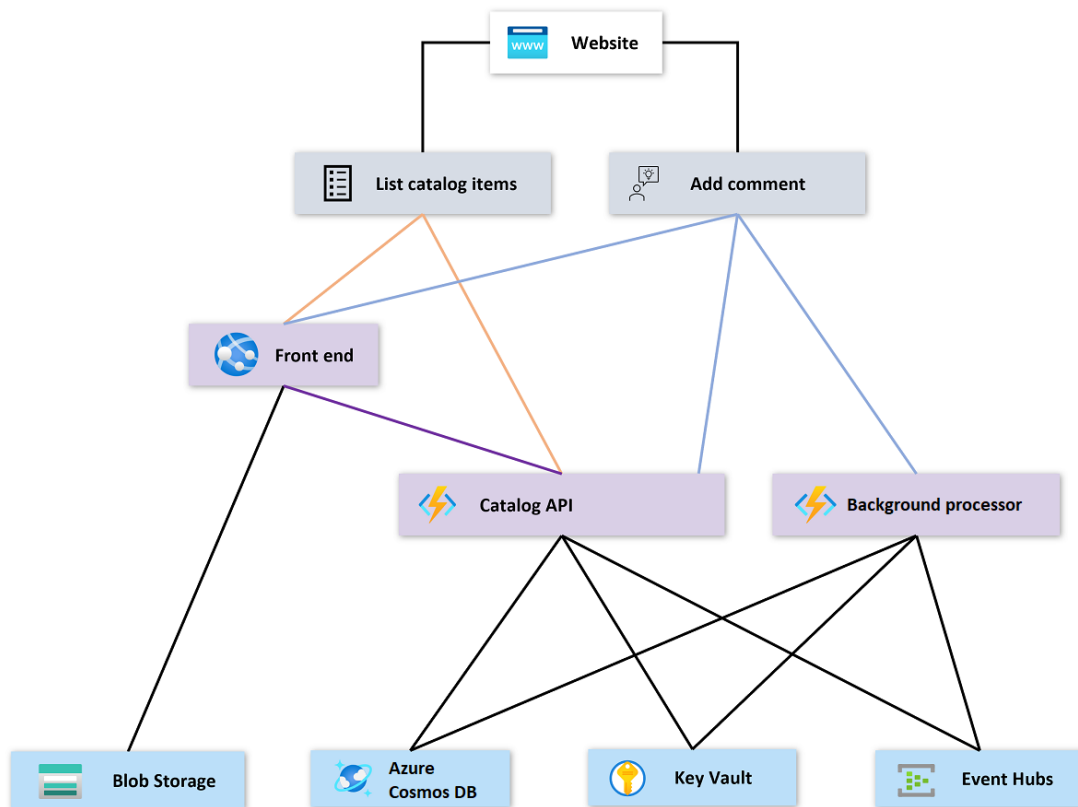 www
Website
List catalog items
Add comment
Front end
Catalog API
Background processor
Blob Storage
Azure
Cosmos DB
Key Vault
Event Hubs